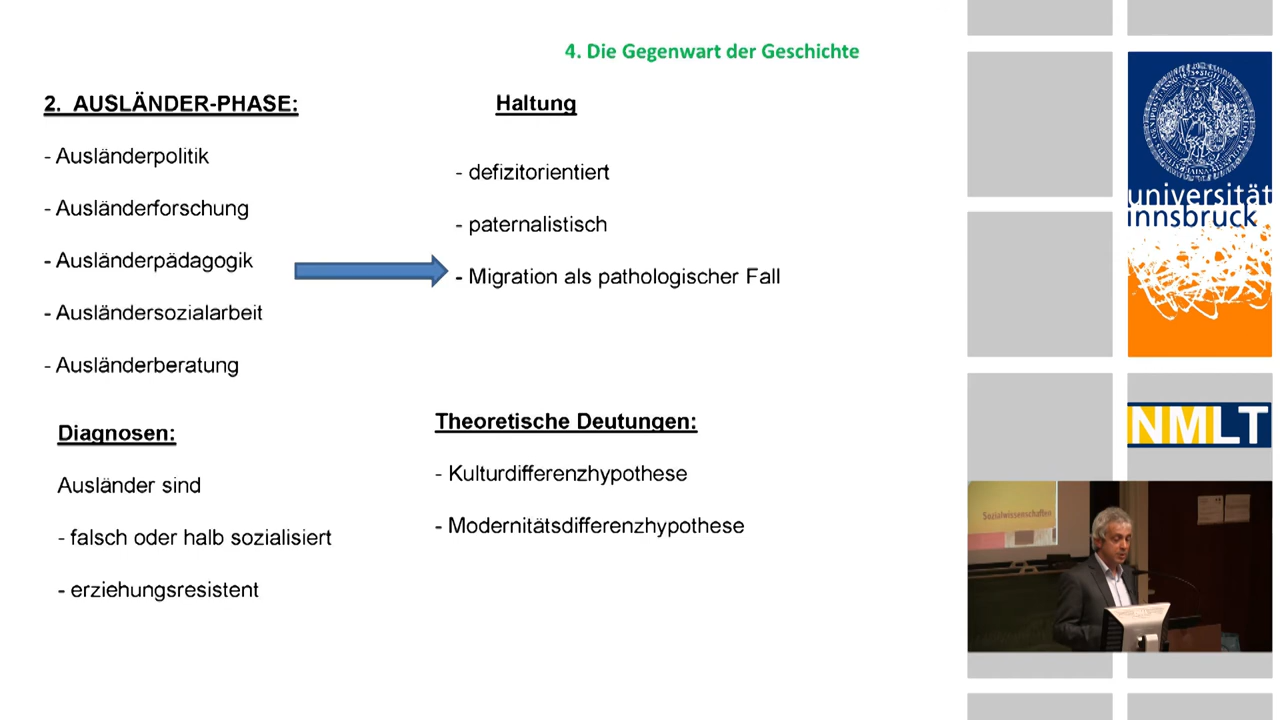 4. Die Gegenwart der Geschichte
2. AUSLÄNDER-PHASE:
- Ausländerpolitik
- Ausländerforschung
- Ausländerpädagogik
- Ausländersozialarbeit
- Ausländerberatung
Haltung
- defizitorientiert
- paternalistisch
- Migration als pathologischer Fall
Diagnosen:
Ausländer sind
- falsch oder halb sozialisiert
- erziehungsresistent
Theoretische Deutungen:
- Kulturdifferenzhypothese
- Modernitätsdifferenzhypothese
universität
innsbruck
NMLT
Sozialwissenschaften